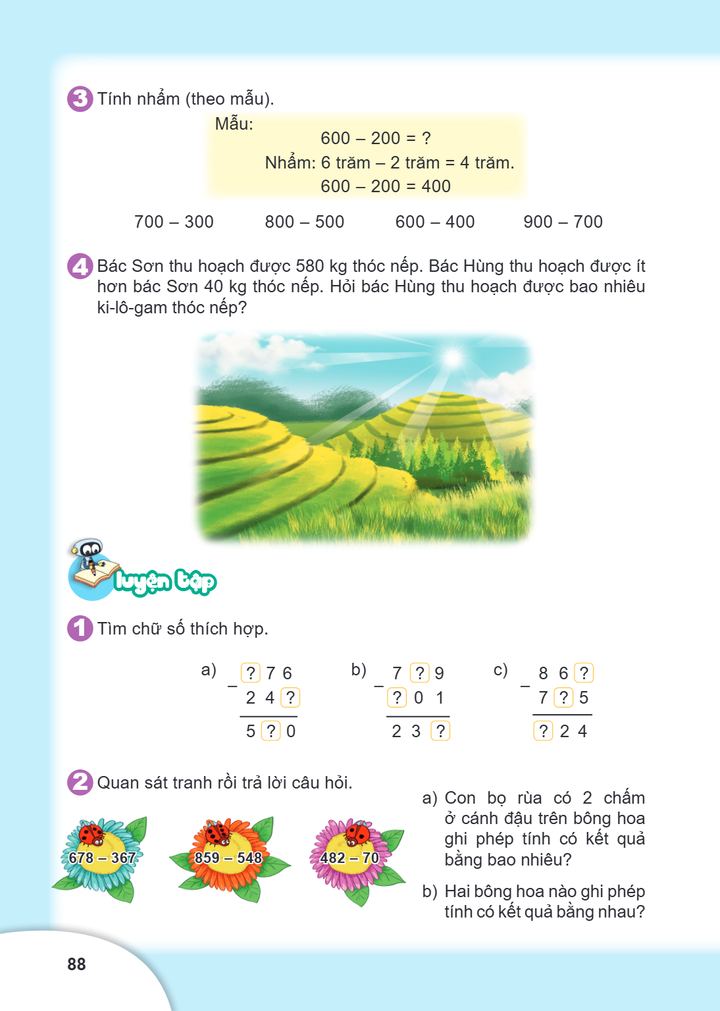 3 Tính nhẩm (theo mẫu).
Mẫu:
600 – 200 = ?
Nhẩm: 6 trăm – 2 trăm = 4 trăm.
600 – 200 = 400
700 – 300 800 – 500 600 – 400 900 – 700
4 Bác Sơn thu hoạch được 580 kg thóc nếp. Bác Hùng thu hoạch được ít
hơn bác Sơn 40 kg thóc nếp. Hỏi bác Hùng thu hoạch được bao nhiêu
ki-lô-gam thóc nếp?
luyện tập
1 Tìm chữ số thích hợp.
a) ? 7 6
–
2 4 ?
5 ? 0
b) 7 ? 9
–
? 0 1
2 3 ?
c) 8 6 ?
–
7 ? 5
? 2 4
2 Quan sát tranh rồi trả lời câu hỏi.
678 – 367 859 – 548 482 – 70
a) Con bọ rùa có 2 chấm
ở cánh đậu trên bông hoa
ghi phép tính có kết quả
bằng bao nhiêu?
b) Hai bông hoa nào ghi phép
tính có kết quả bằng nhau?
88